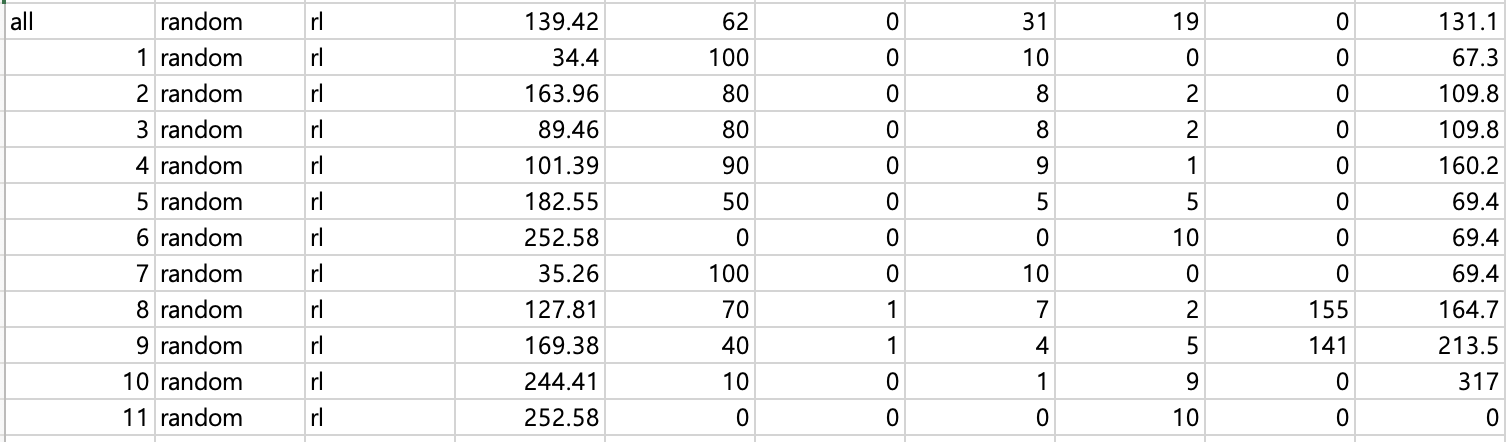 all random rl 139.42 62 0 31 19 0 131.1
1 random rl 34.4 100 0 10 0 0 67.3
2 random rl 163.96 80 0 8 2 0 109.8
3 random rl 89.46 80 0 8 2 0 109.8
4 random rl 101.39 90 0 9 1 0 160.2
5 random rl 182.55 50 0 5 5 0 69.4
6 random rl 252.58 0 0 0 10 0 69.4
7 random rl 35.26 100 0 10 0 0 69.4
8 random rl 127.81 70 1 7 2 155 164.7
9 random rl 169.38 40 1 4 5 141 213.5
10 random rl 244.41 10 0 1 9 0 317
11 random rl 252.58 0 0 0 10 0 0